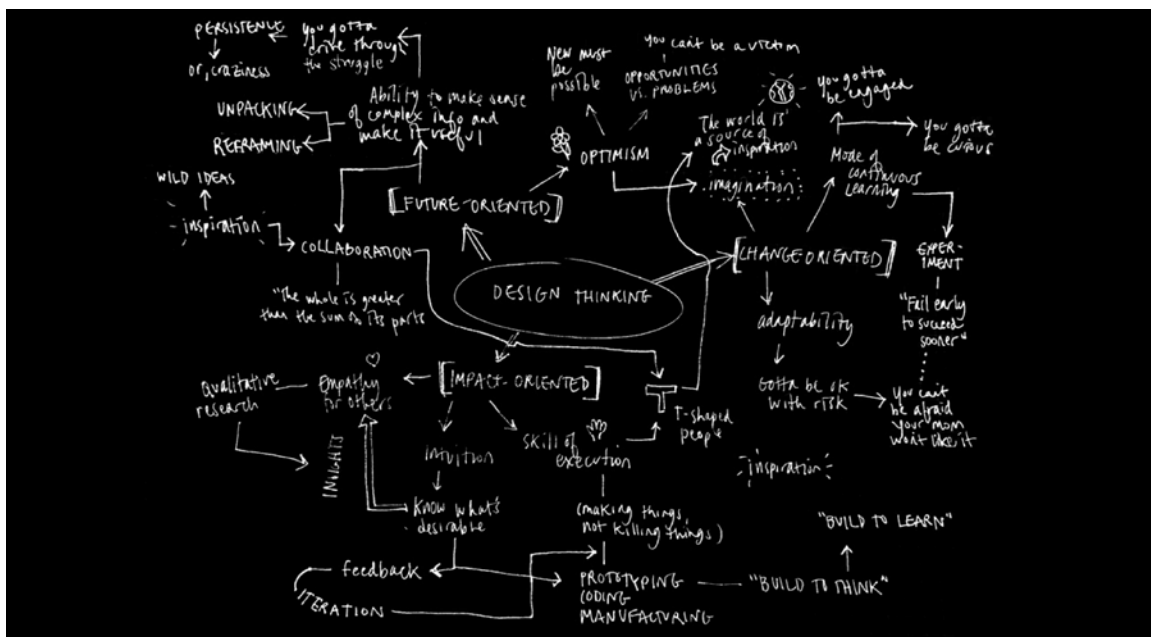 PERSISTENCE
or, craziness
you gotta
drive through
the struggle
UNPACKING
REFRAMING
Ability to make sense
of complex info and
make it useful
WILD IDEAS
inspiration
COLLABORATION
"The whole is greater
than the sum of its parts
[FUTURE-ORIENTED]
New must
be
possible
you can't be a victim
OPPORTUNITIES
VS. PROBLEMS
OPTIMISM
The world is
a source of
inspiration
imagination
you gotta
be engaged
you gotta
be curious
Mode of
continuous
learning
[CHANGE-ORIENTED]
EXPER-
IMENT
"Fail early
to succeed
sooner"
adaptability
Gotta be ok
with risk
you can't
be afraid
your mom
won't like it
DESIGN THINKING
[IMPACT-ORIENTED]
Empathy
for others
Qualitative
research
INSIGHTS
intuition
Know what's
desirable
Skill of
execution
T-shaped
people
inspiration
(making things,
not killing things)
feedback
ITERATION
PROTOTYPING
CODING
MANUFACTURING
"BUILD TO THINK"
"BUILD TO LEARN"